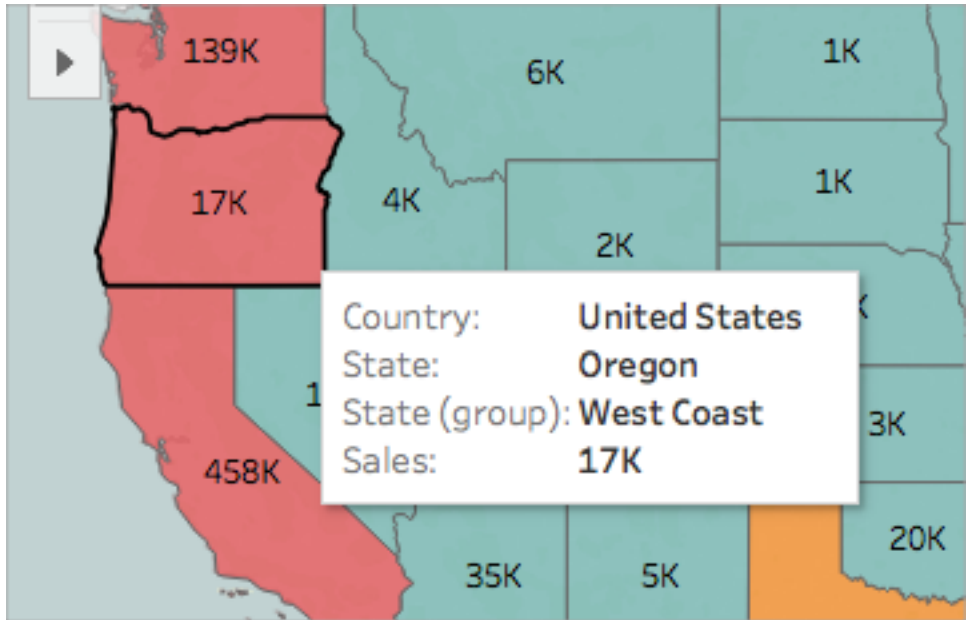 139K
6K
1K
17K
4K
1K
2K
Country: United States
State: Oregon
State (group): West Coast
Sales: 17K
3K
458K
20K
35K
5K